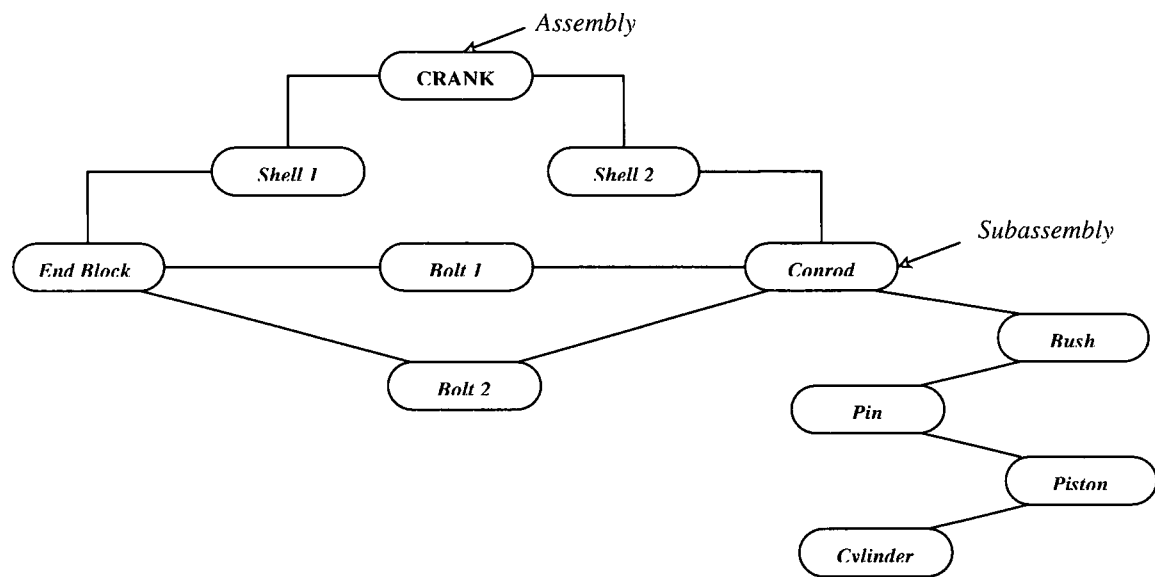 Assembly
CRANK
Shell 1
Shell 2
Subassembly
End Block
Bolt 1
Conrod
Bush
Bolt 2
Pin
Piston
Cylinder